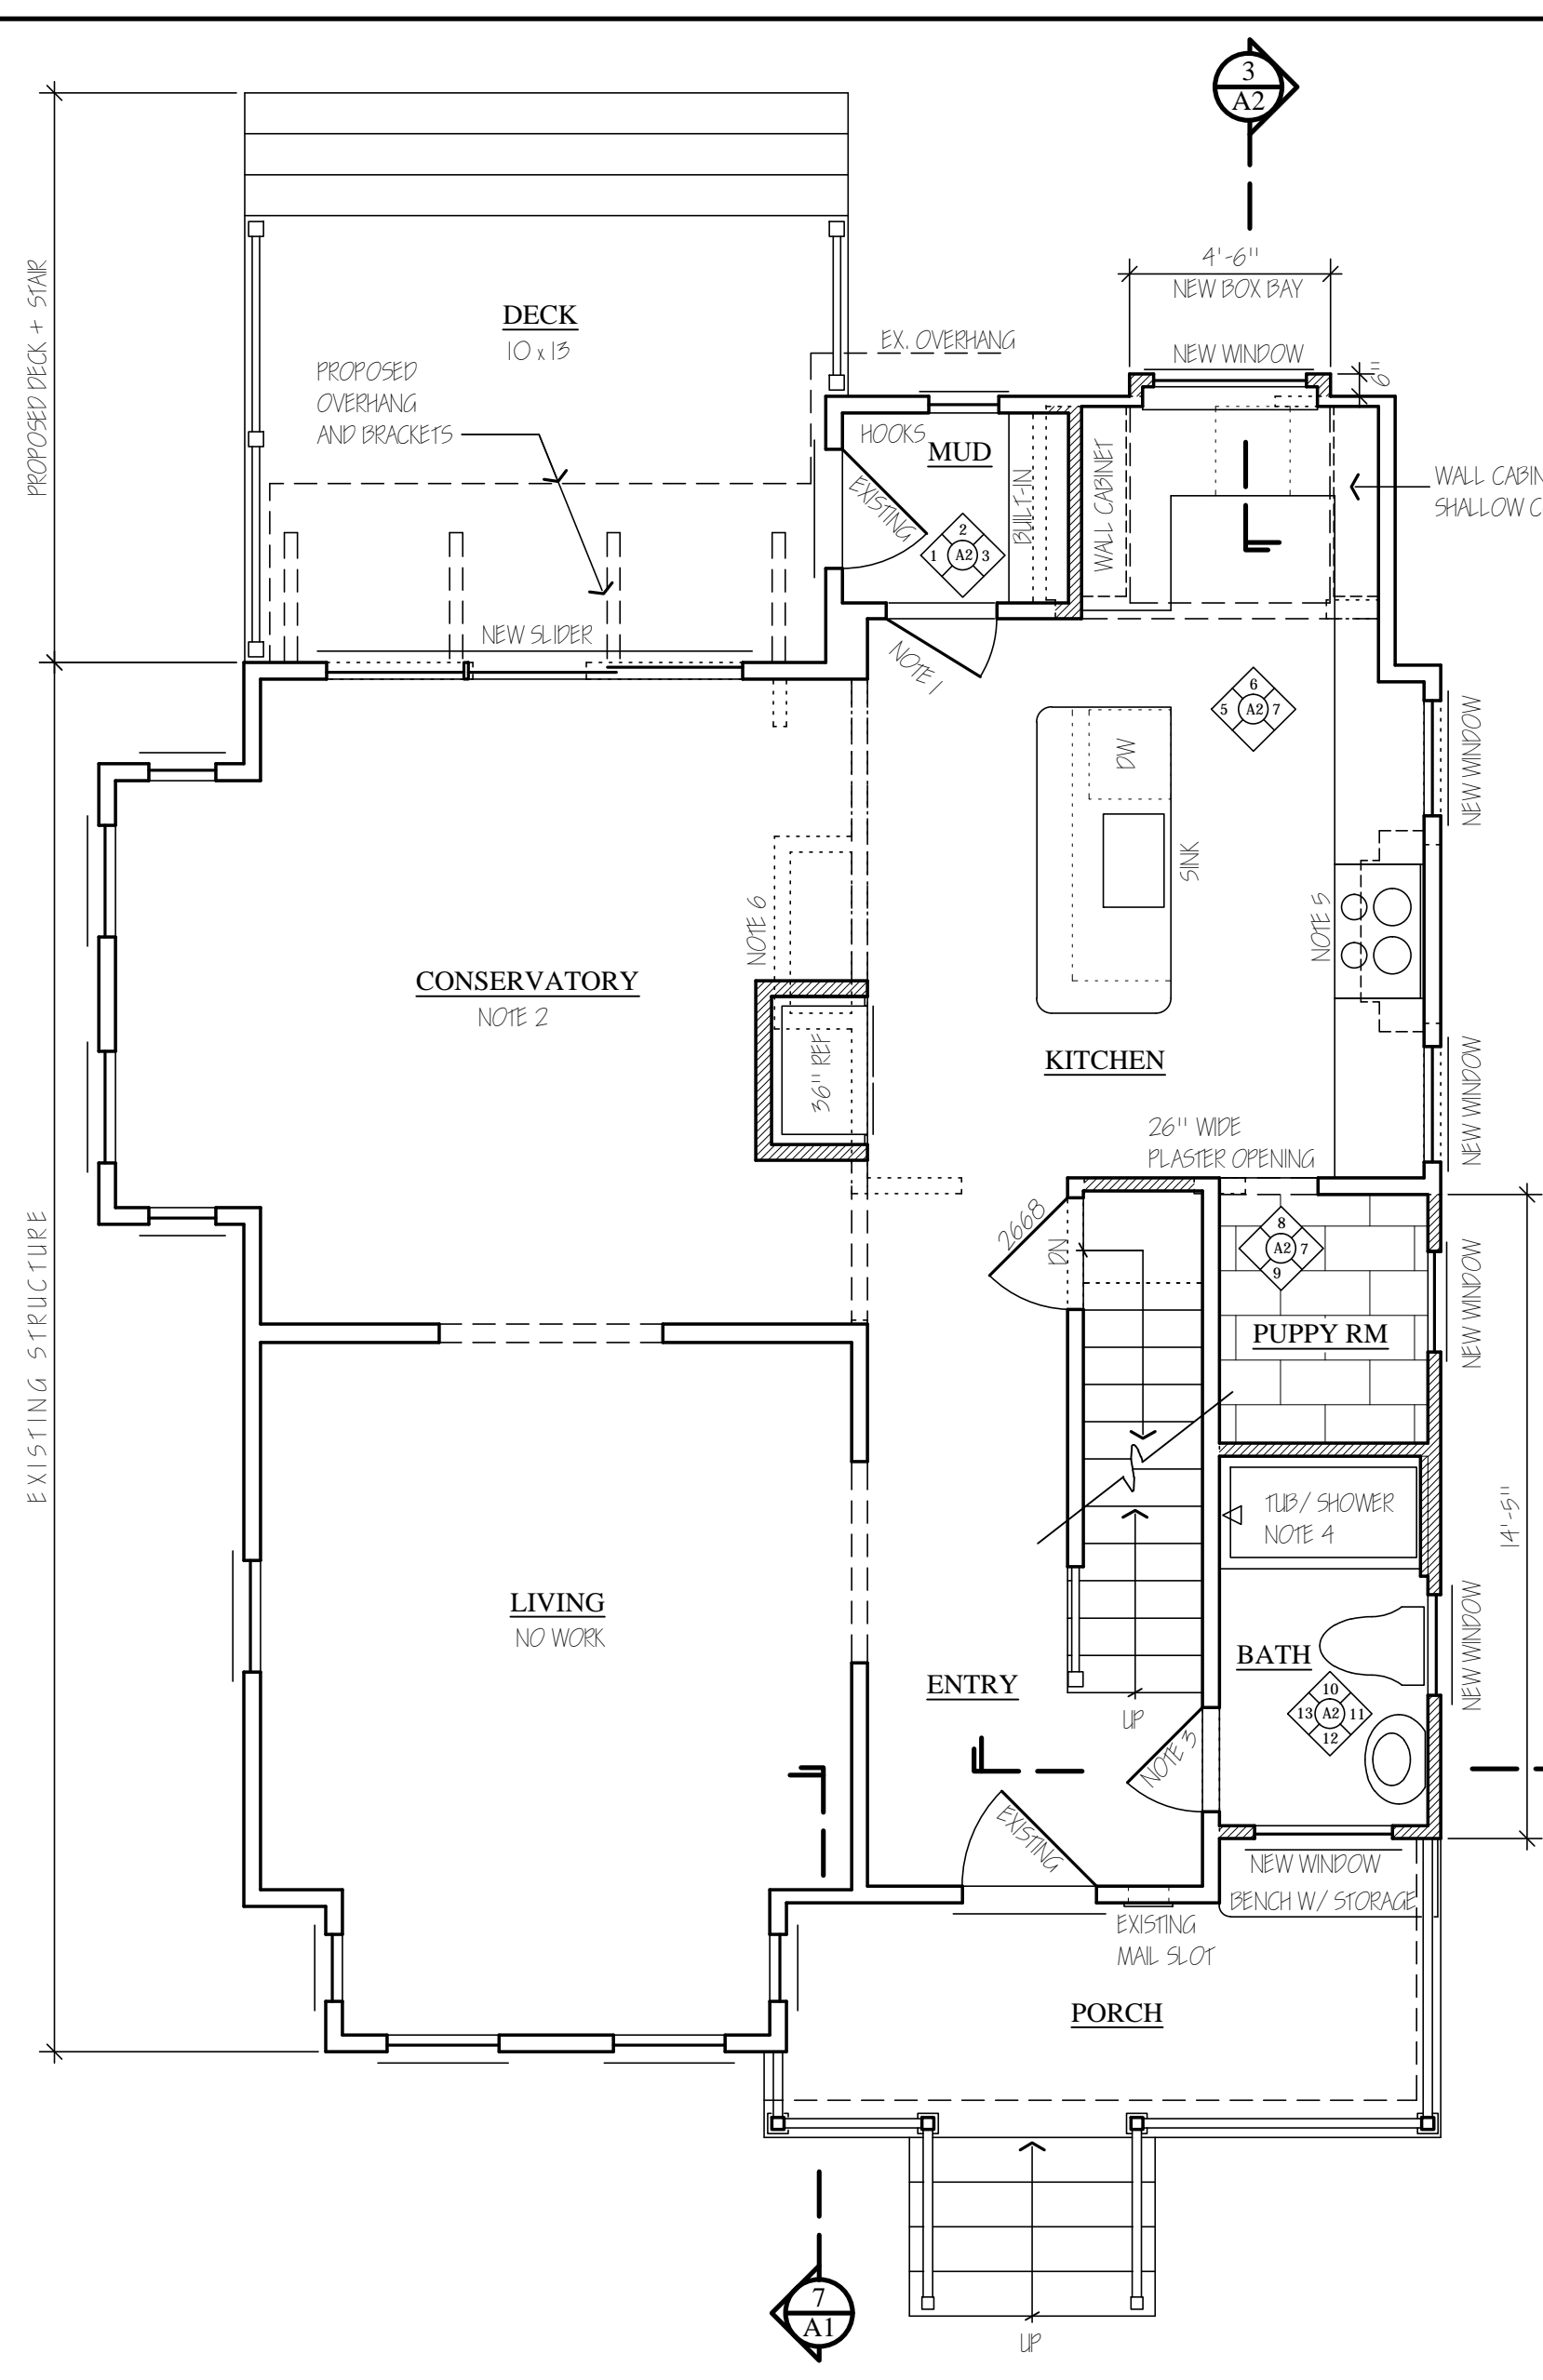 3
A2
4'-6"
NEW BOX BAY
NEW WINDOW
6"
EX. OVERHANG
DECK
10 x 13
PROPOSED
OVERHANG
AND BRACKETS
PROPOSED DECK + STAIR
HOOKS
MUD
EXISTING
BUILT-IN
2
1 A2 3
WALL CABINET
WALL CABIN
SHALLOW C
NEW SLIDER
NOTE 1
6
5 A2 7
NEW WINDOW
DW
SINK
NOTE 6
NOTE 5
CONSERVATORY
NOTE 2
36" REF
KITCHEN
NEW WINDOW
26" WIDE
PLASTER OPENING
2668
DN
8
A2 7
9
PUPPY RM
NEW WINDOW
EXISTING STRUCTURE
TUB/ SHOWER
NOTE 4
14'-5"
LIVING
NO WORK
BATH
NEW WINDOW
10
13 A2 11
12
ENTRY
UP
NOTE 3
EXISTING
NEW WINDOW
BENCH W/ STORAGE
EXISTING
MAIL SLOT
PORCH
7
A1
UP